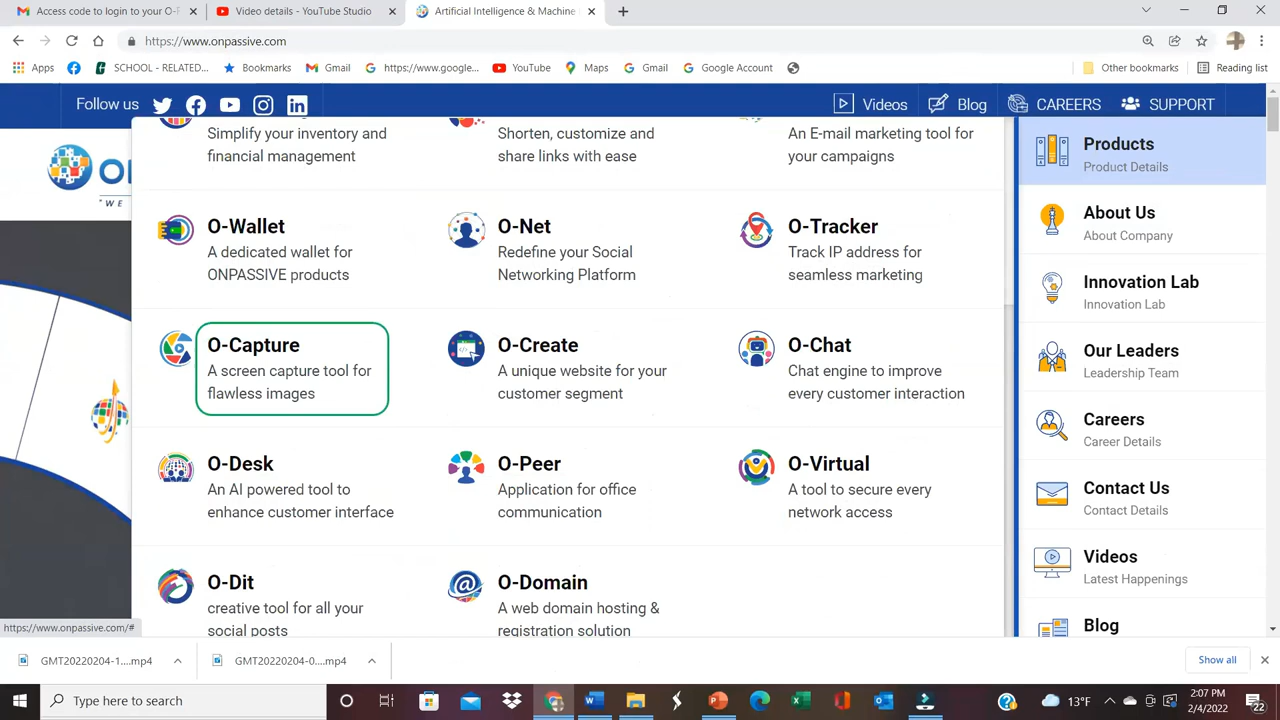 Access code to login to your O-F
Video details - YouTube Studio
Artificial Intelligence & Machine
https://www.onpassive.com
Apps
SCHOOL - RELATED...
Bookmarks
Gmail
https://www.google...
YouTube
Maps
Gmail
Google Account
Other bookmarks
Reading list
Follow us
Videos
Blog
CAREERS
SUPPORT
Simplify your inventory and
financial management
Shorten, customize and
share links with ease
An E-mail marketing tool for
your campaigns
"WE
O-Wallet
A dedicated wallet for
ONPASSIVE products
O-Net
Redefine your Social
Networking Platform
O-Tracker
Track IP address for
seamless marketing
O-Capture
A screen capture tool for
flawless images
O-Create
A unique website for your
customer segment
O-Chat
Chat engine to improve
every customer interaction
O-Desk
An AI powered tool to
enhance customer interface
O-Peer
Application for office
communication
O-Virtual
A tool to secure every
network access
O-Dit
creative tool for all your
social posts
O-Domain
A web domain hosting &
registration solution
Products
Product Details
About Us
About Company
Innovation Lab
Innovation Lab
Our Leaders
Leadership Team
Careers
Career Details
Contact Us
Contact Details
Videos
Latest Happenings
Blog
https://www.onpassive.com/#
GMT20220204-1....mp4
GMT20220204-0....mp4
Show all
Type here to search
13°F
2:07 PM
2/4/2022
22